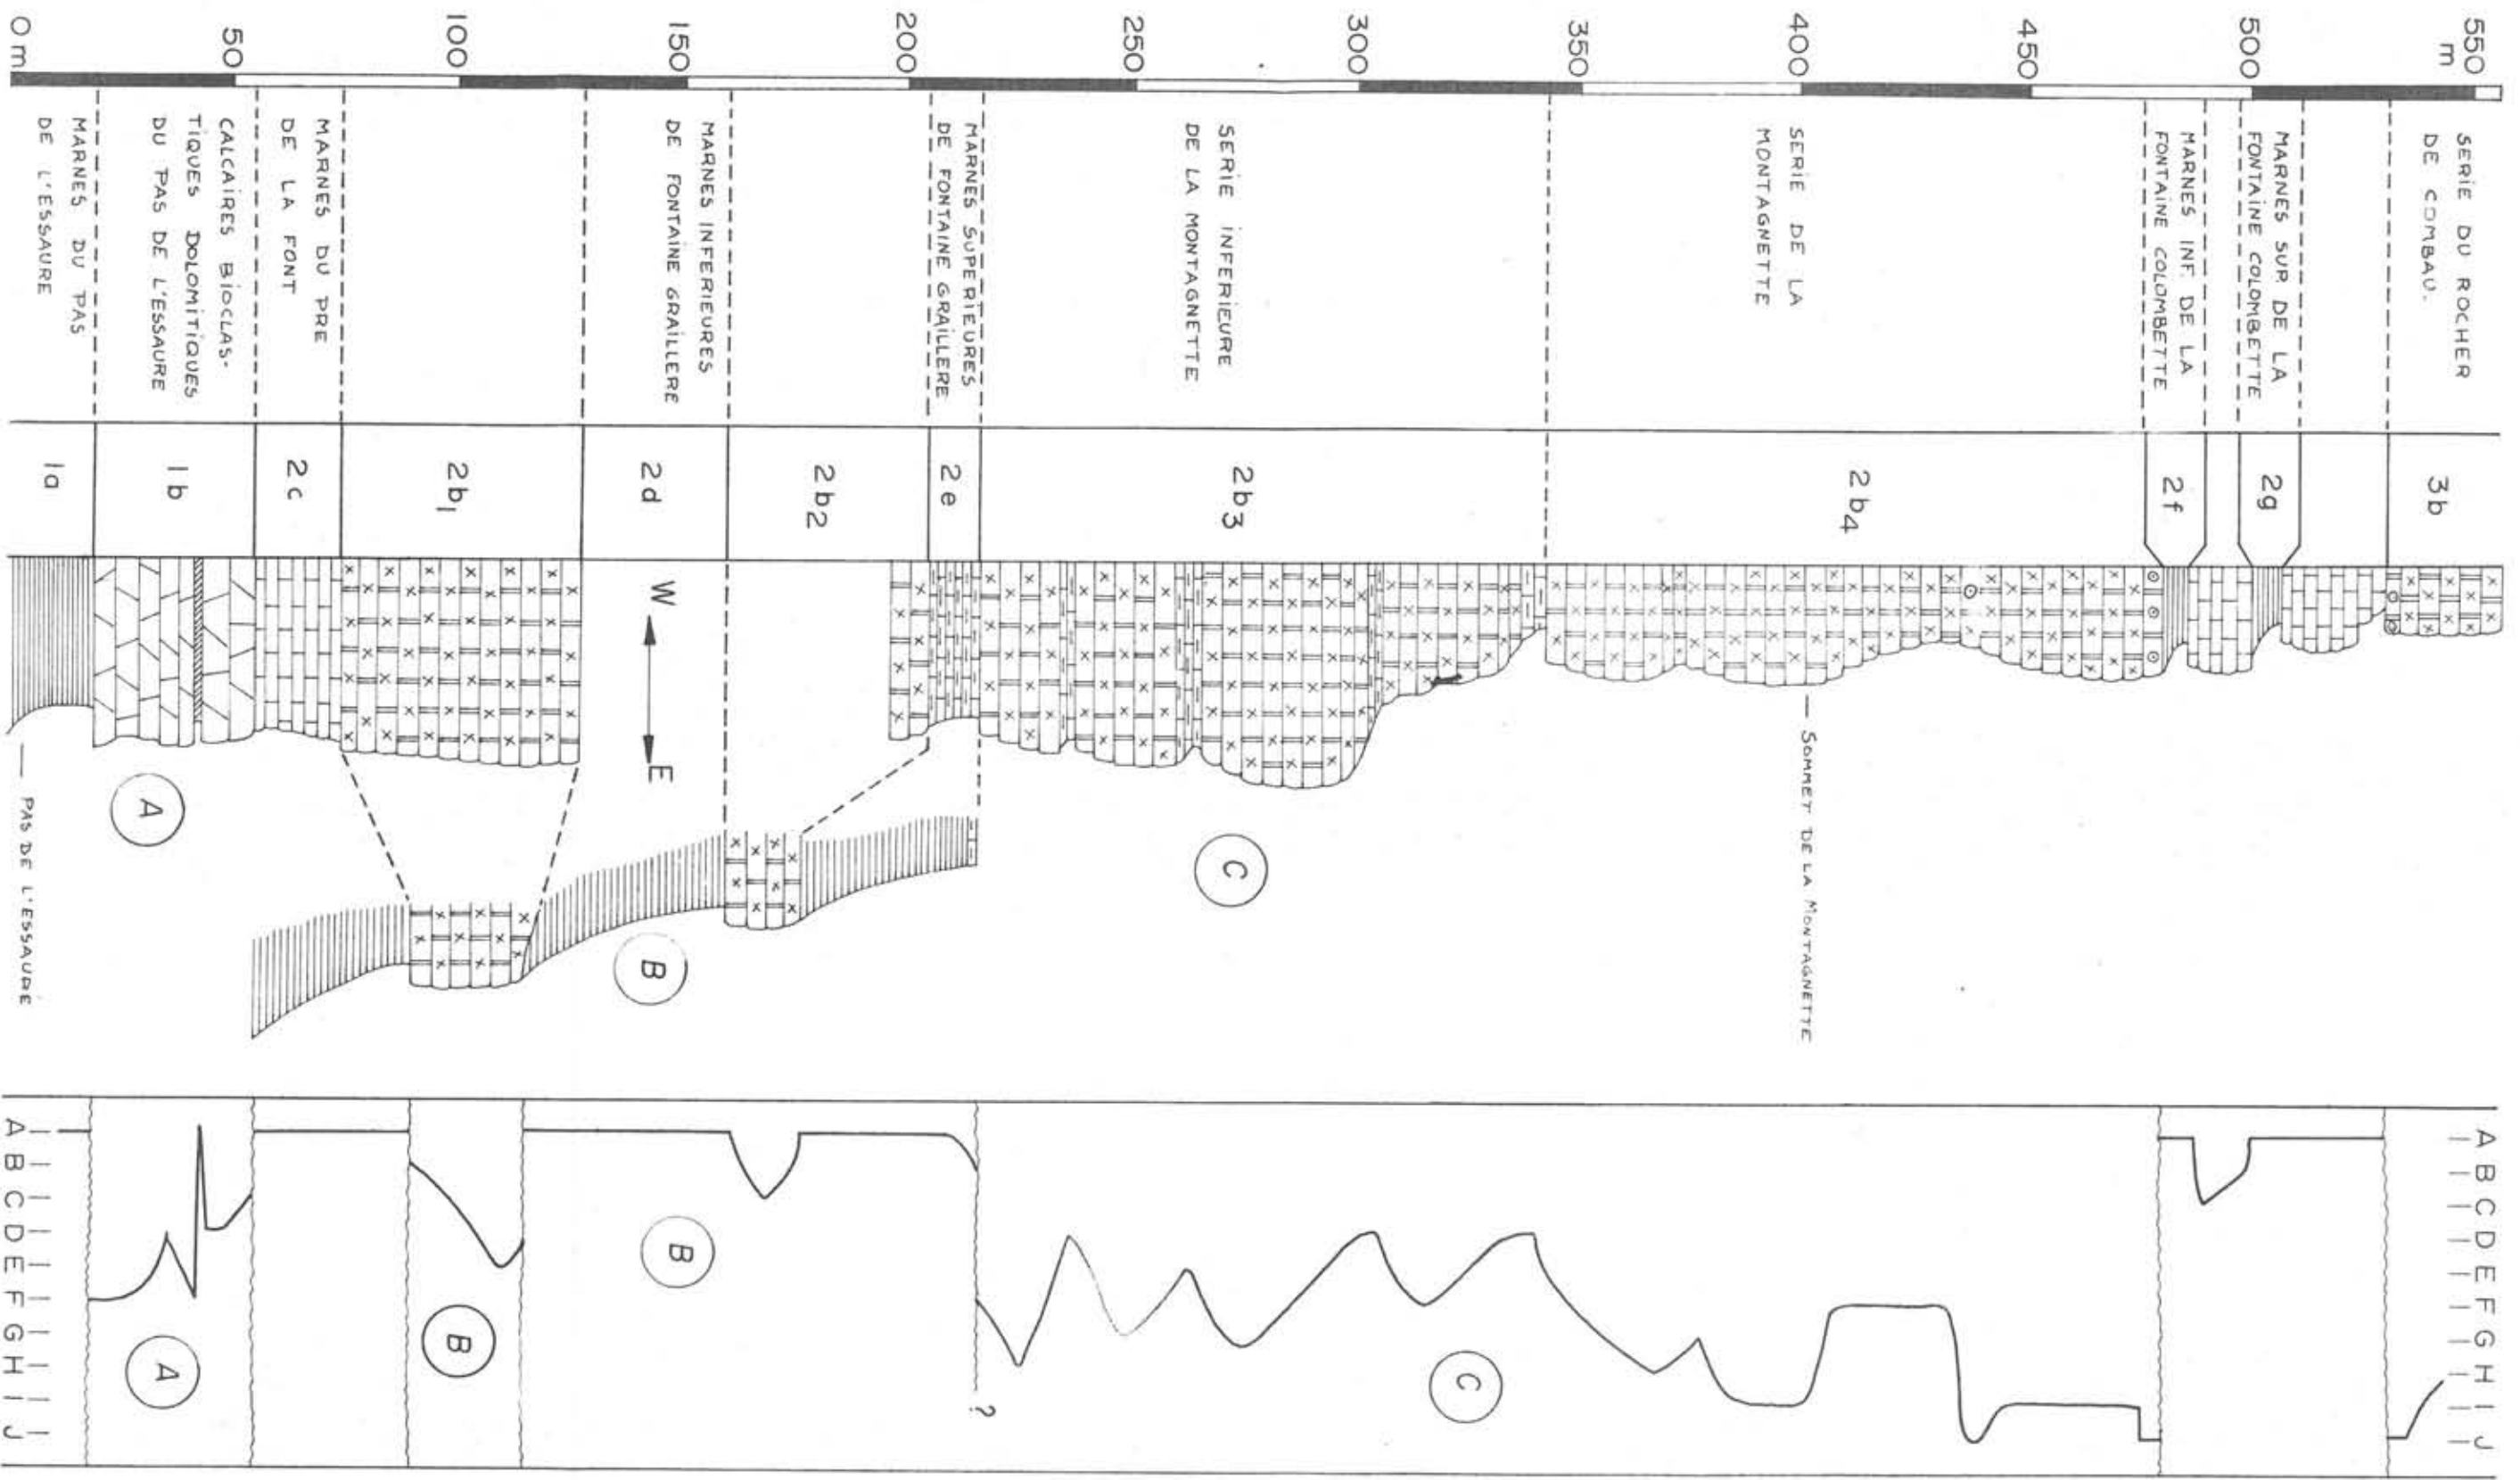 0 m
50
100
150
200
250
300
350
400
450
500
550
m
MARNES DU PAS
DE L'ESSAURE
CALCAIRES BIOCLAS-
TIQUES DOLOMITIQUES
DU PAS DE L'ESSAURE
MARNES DU PRE
DE LA FONT
MARNES INFERIEURES
DE FONTAINE GRAILLERE
MARNES SUPERIEURES
DE FONTAINE GRAILLERE
SERIE INFERIEURE
DE LA MONTAGNETTE
SERIE DE LA
MONTAGNETTE
MARNES INF. DE LA
FONTAINE COLOMBETTE
MARNES SUP. DE LA
FONTAINE COLOMBETTE
SERIE DU ROCHER
DE COMBAU.
1a
1b
2c
2b1
2d
2b2
2e
2b3
2b4
2f
2g
3b
W
E
A
B
C
PAS DE L'ESSAURE
SOMMET DE LA MONTAGNETTE
A
B
C
D
E
F
G
H
I
J
A
B
B
C
?
A
B
C
D
E
F
G
H
I
J